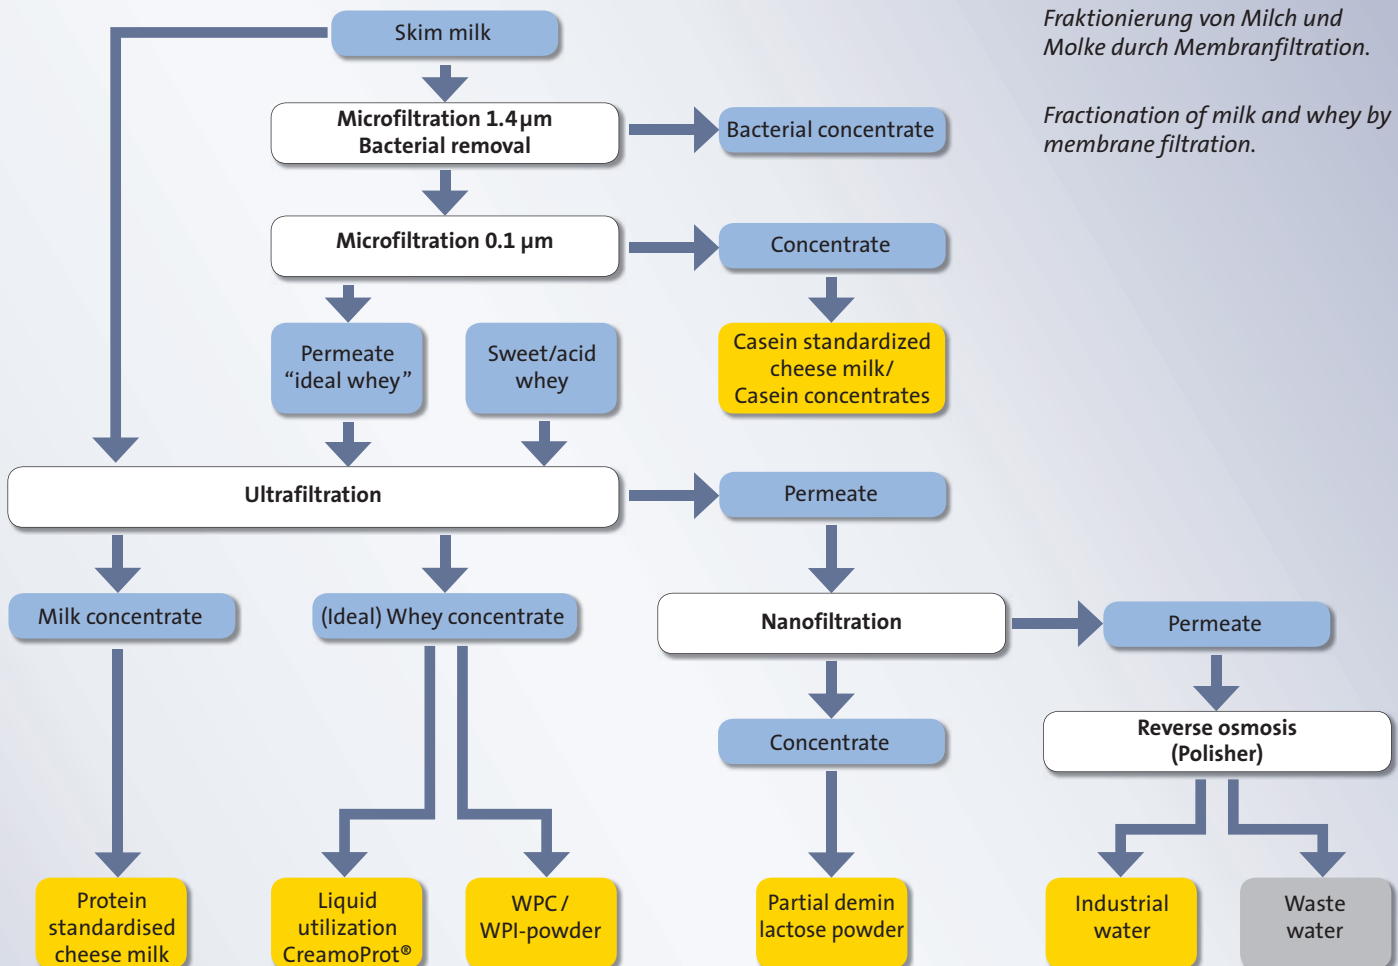 Fraktionierung von Milch und
Molke durch Membranfiltration.
Fractionation of milk and whey by
membrane filtration.
Skim milk
Microfiltration 1.4 µm
Bacterial removal
Bacterial concentrate
Microfiltration 0.1 µm
Concentrate
Permeate
“ideal whey”
Sweet/acid
whey
Casein standardized
cheese milk/
Casein concentrates
Ultrafiltration
Permeate
Milk concentrate
(Ideal) Whey concentrate
Nanofiltration
Permeate
Concentrate
Reverse osmosis
(Polisher)
Protein
standardised
cheese milk
Liquid
utilization
CreamoProt®
WPC /
WPI-powder
Partial demin
lactose powder
Industrial
water
Waste
water